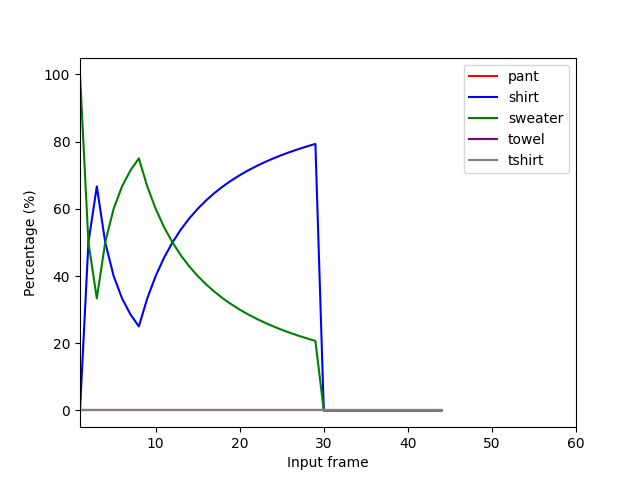 100
80
60
40
20
0
Percentage (%)
pant
shirt
sweater
towel
tshirt
10 20 30 40 50 60
Input frame